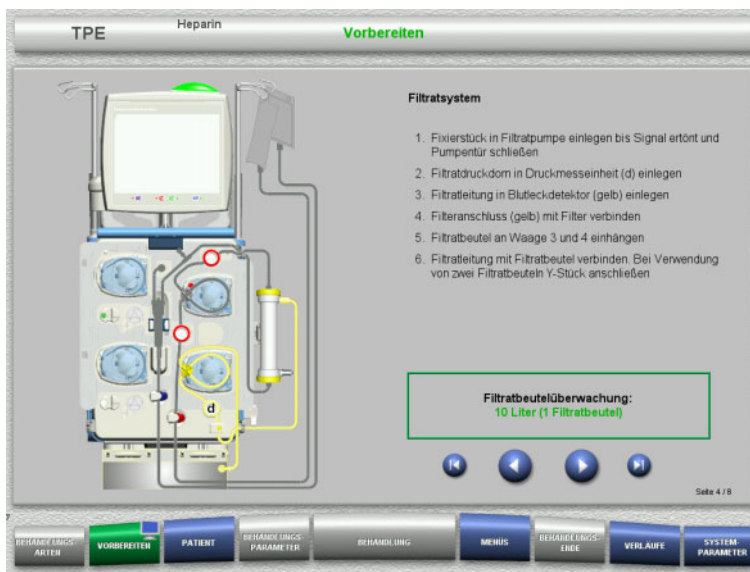 TPE
Heparin
Vorbereiten
Filtratsystem
1. Fixierstück in Filtratpumpe einlegen bis Signal ertönt und
Pumpentür schließen
2. Filtratdruckdom in Druckmesseinheit (d) einlegen
3. Filtratleitung in Blutleckdetektor (gelb) einlegen
4. Filteranschluss (gelb) mit Filter verbinden
5. Filtratbeutel an Waage 3 und 4 einhängen
6. Filtratleitung mit Filtratbeutel verbinden. Bei Verwendung
von zwei Filtratbeuteln Y-Stück anschließen
d
Filtratbeutelüberwachung:
10 Liter (1 Filtratbeutel)
Seite 4 / 8
BEHANDLUNGS-
ARTEN
VORBEREITEN
PATIENT
BEHANDLUNGS-
PARAMETER
BEHANDLUNG
MENÜS
BEHANDLUNGS-
ENDE
VERLÄUFE
SYSTEM-
PARAMETER